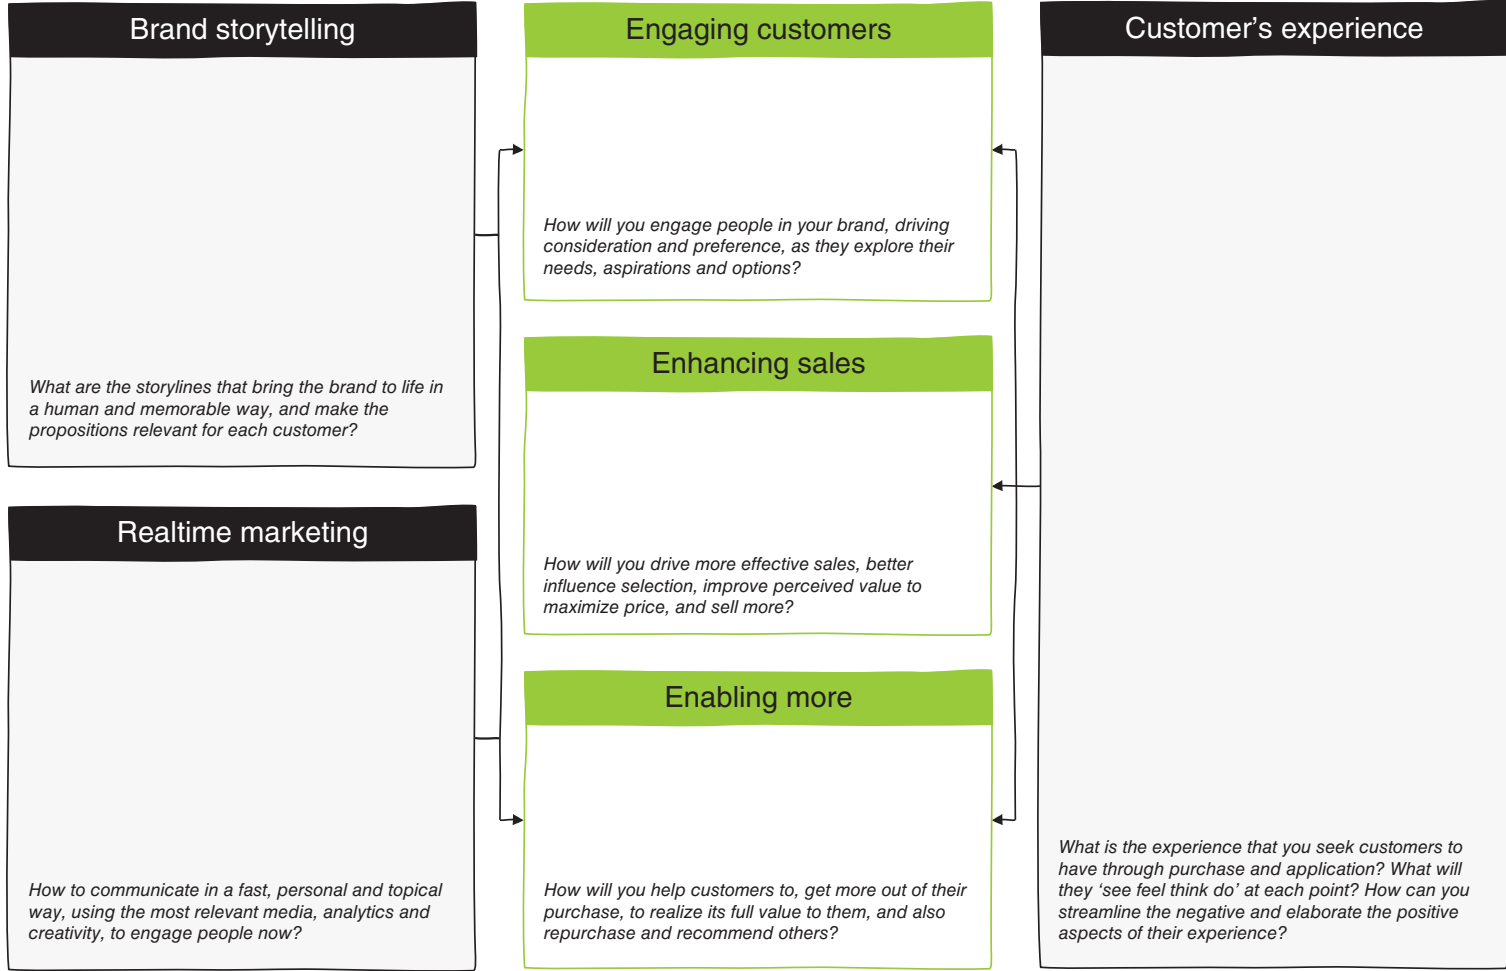 Brand storytelling
What are the storylines that bring the brand to life in
a human and memorable way, and make the
propositions relevant for each customer?
Realtime marketing
How to communicate in a fast, personal and topical
way, using the most relevant media, analytics and
creativity, to engage people now?
Engaging customers
How will you engage people in your brand, driving
consideration and preference, as they explore their
needs, aspirations and options?
Enhancing sales
How will you drive more effective sales, better
influence selection, improve perceived value to
maximize price, and sell more?
Enabling more
How will you help customers to, get more out of their
purchase, to realize its full value to them, and also
repurchase and recommend others?
Customer’s experience
What is the experience that you seek customers to
have through purchase and application? What will
they ‘see feel think do’ at each point? How can you
streamline the negative and elaborate the positive
aspects of their experience?